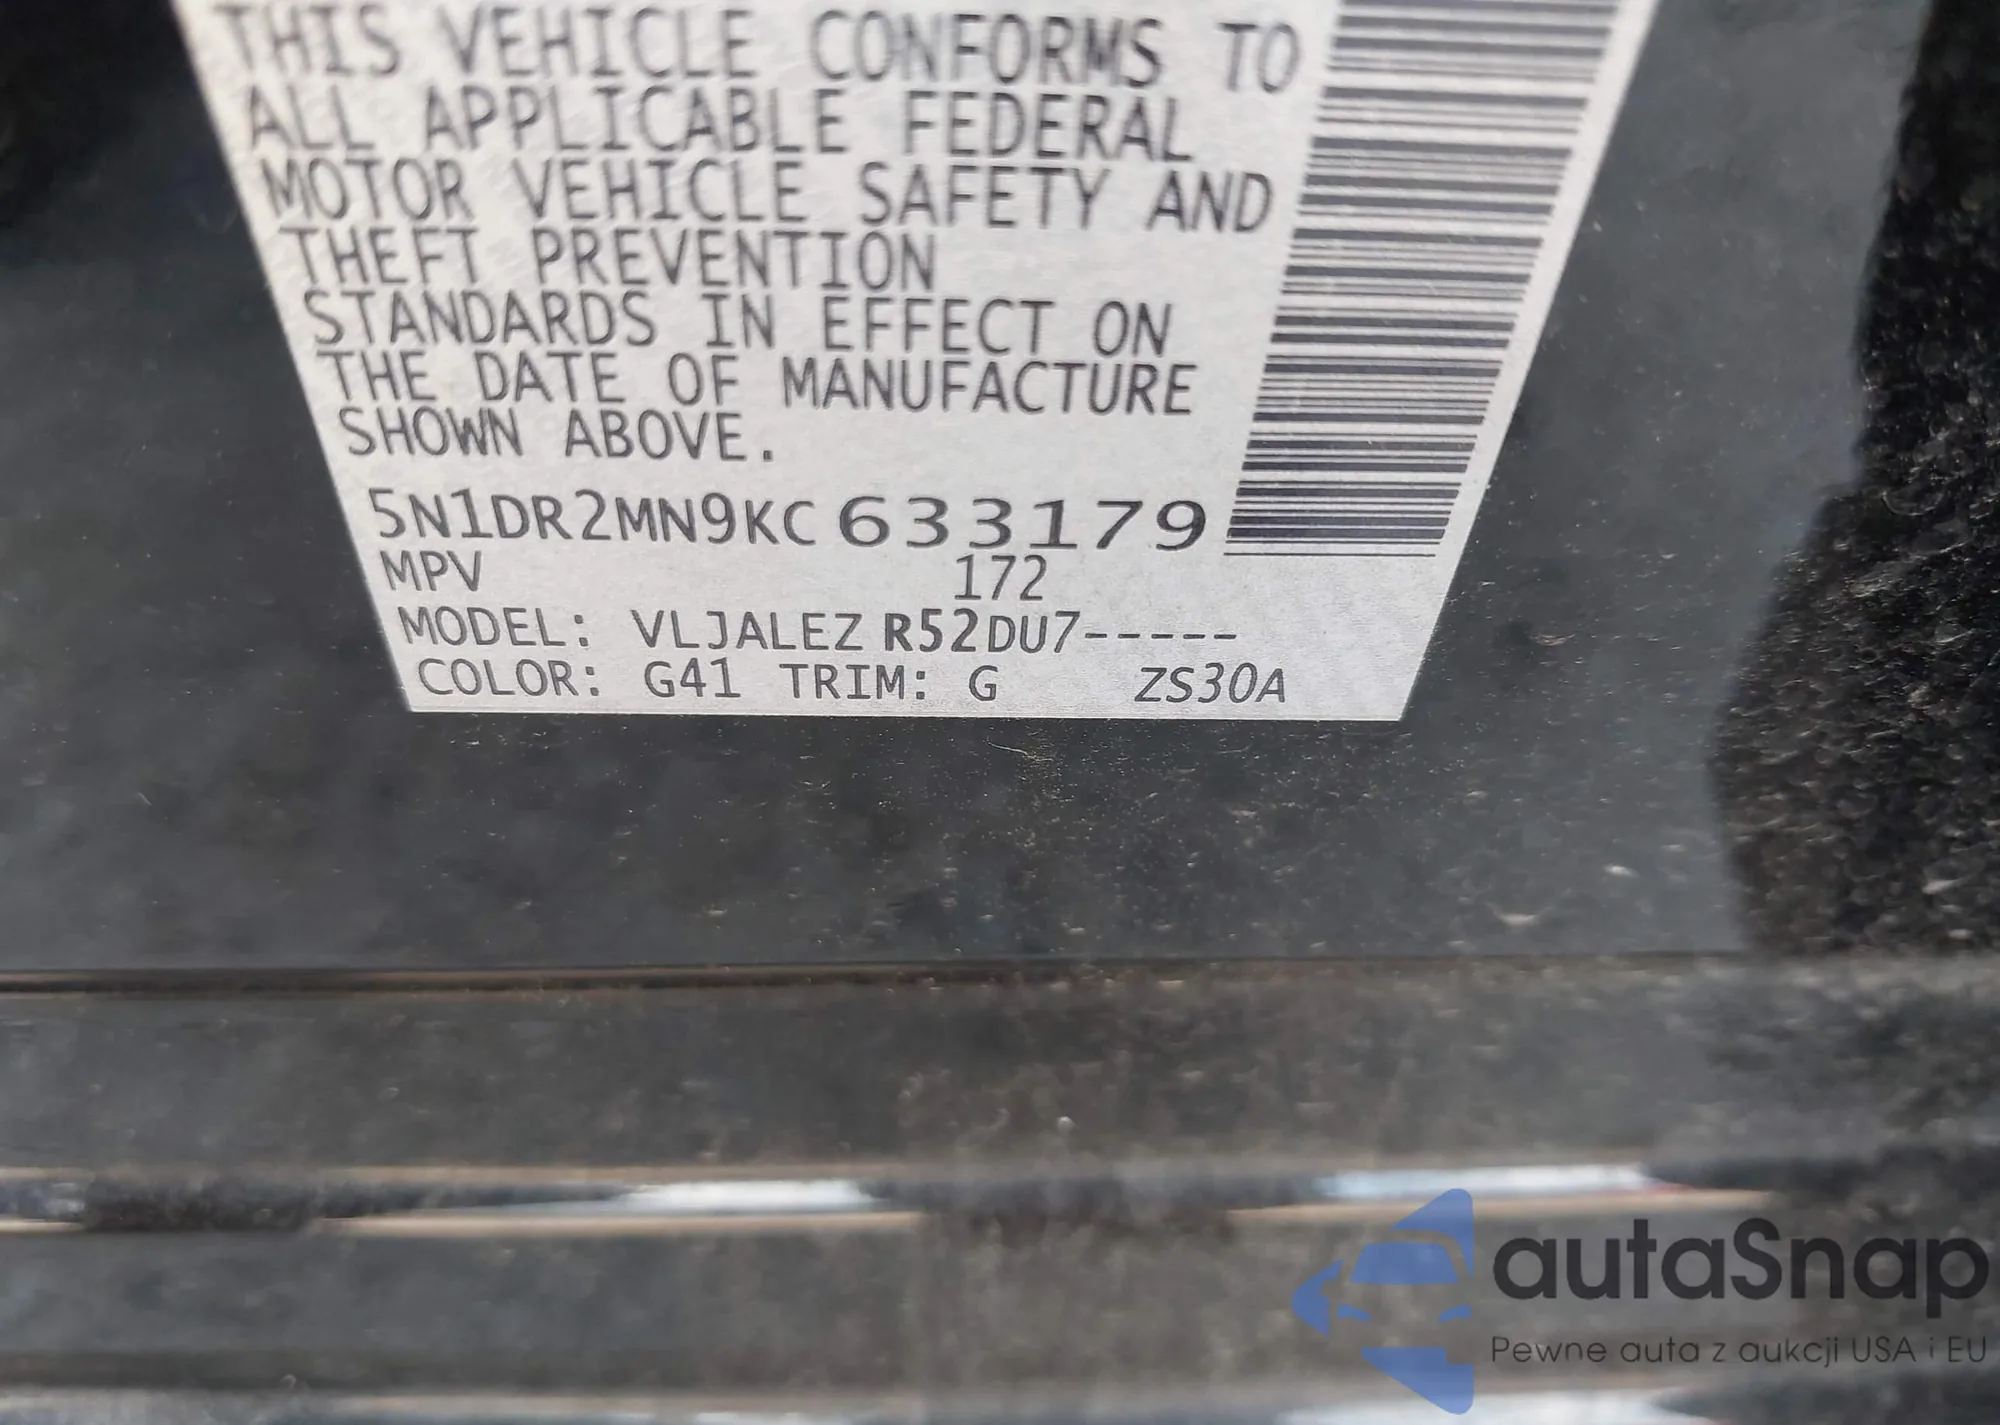 THIS VEHICLE CONFORMS TO
ALL APPLICABLE FEDERAL
MOTOR VEHICLE SAFETY AND
THEFT PREVENTION
STANDARDS IN EFFECT ON
THE DATE OF MANUFACTURE
SHOWN ABOVE.
5N1DR2MN9KC633179
MPV 172
MODEL: VLJALEZ R52DU7-----
COLOR: G41 TRIM: G ZS30A
autaSnap
Pewne auta z aukcji USA i EU